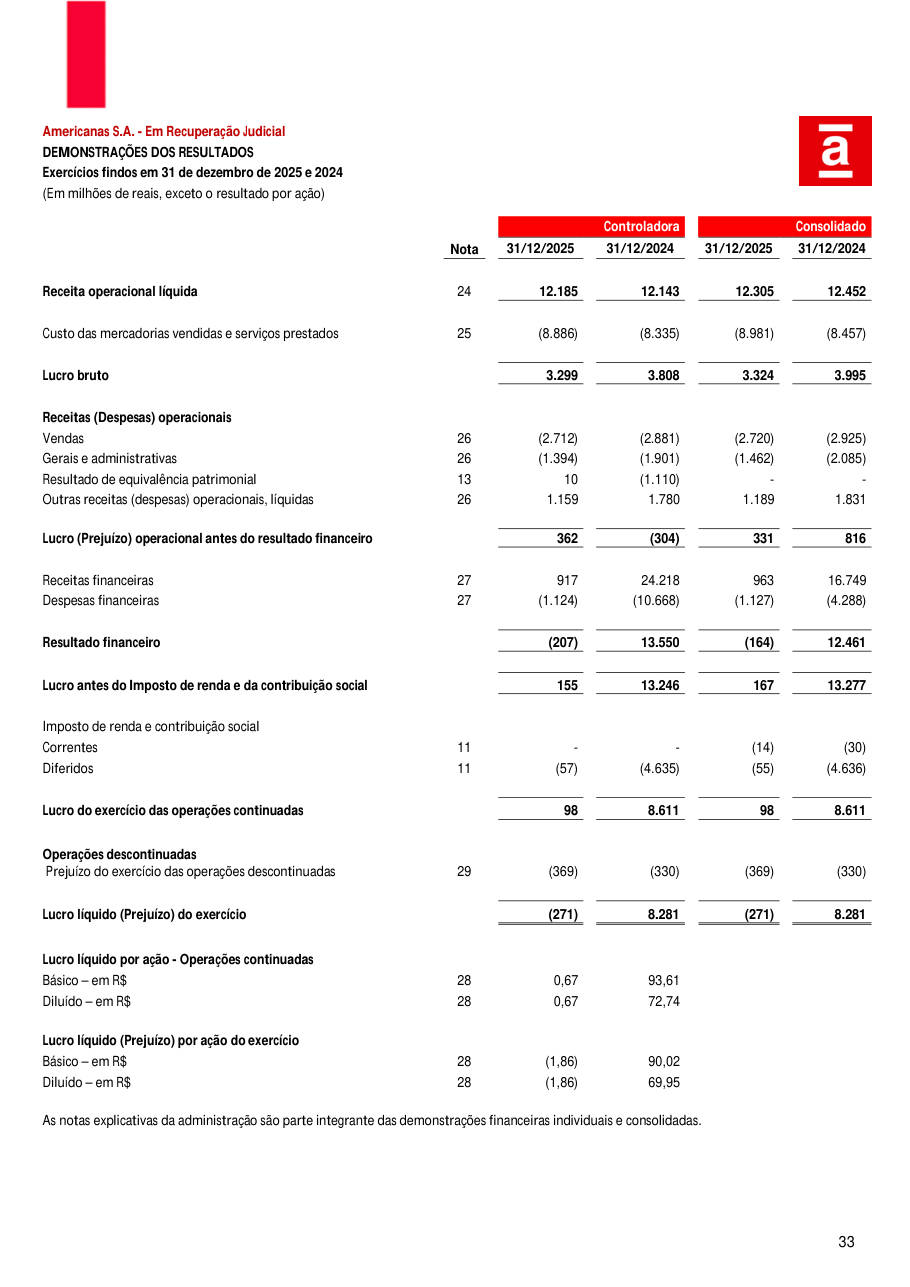 Americanas S.A. - Em Recuperação Judicial
DEMONSTRAÇÕES DOS RESULTADOS
Exercícios findos em 31 de dezembro de 2025 e 2024
(Em milhões de reais, exceto o resultado por ação)
a
Controladora Consolidado
Nota 31/12/2025 31/12/2024 31/12/2025 31/12/2024
Receita operacional líquida 24 12.185 12.143 12.305 12.452
Custo das mercadorias vendidas e serviços prestados 25 (8.886) (8.335) (8.981) (8.457)
Lucro bruto 3.299 3.808 3.324 3.995
Receitas (Despesas) operacionais
Vendas 26 (2.712) (2.881) (2.720) (2.925)
Gerais e administrativas 26 (1.394) (1.901) (1.462) (2.085)
Resultado de equivalência patrimonial 13 10 (1.110) - -
Outras receitas (despesas) operacionais, líquidas 26 1.159 1.780 1.189 1.831
Lucro (Prejuízo) operacional antes do resultado financeiro 362 (304) 331 816
Receitas financeiras 27 917 24.218 963 16.749
Despesas financeiras 27 (1.124) (10.668) (1.127) (4.288)
Resultado financeiro (207) 13.550 (164) 12.461
Lucro antes do Imposto de renda e da contribuição social 155 13.246 167 13.277
Imposto de renda e contribuição social
Correntes 11 - - (14) (30)
Diferidos 11 (57) (4.635) (55) (4.636)
Lucro do exercício das operações continuadas 98 8.611 98 8.611
Operações descontinuadas
Prejuízo do exercício das operações descontinuadas 29 (369) (330) (369) (330)
Lucro líquido (Prejuízo) do exercício (271) 8.281 (271) 8.281
Lucro líquido por ação - Operações continuadas
Básico – em R$ 28 0,67 93,61
Diluído – em R$ 28 0,67 72,74
Lucro líquido (Prejuízo) por ação do exercício
Básico – em R$ 28 (1,86) 90,02
Diluído – em R$ 28 (1,86) 69,95
As notas explicativas da administração são parte integrante das demonstrações financeiras individuais e consolidadas.
33